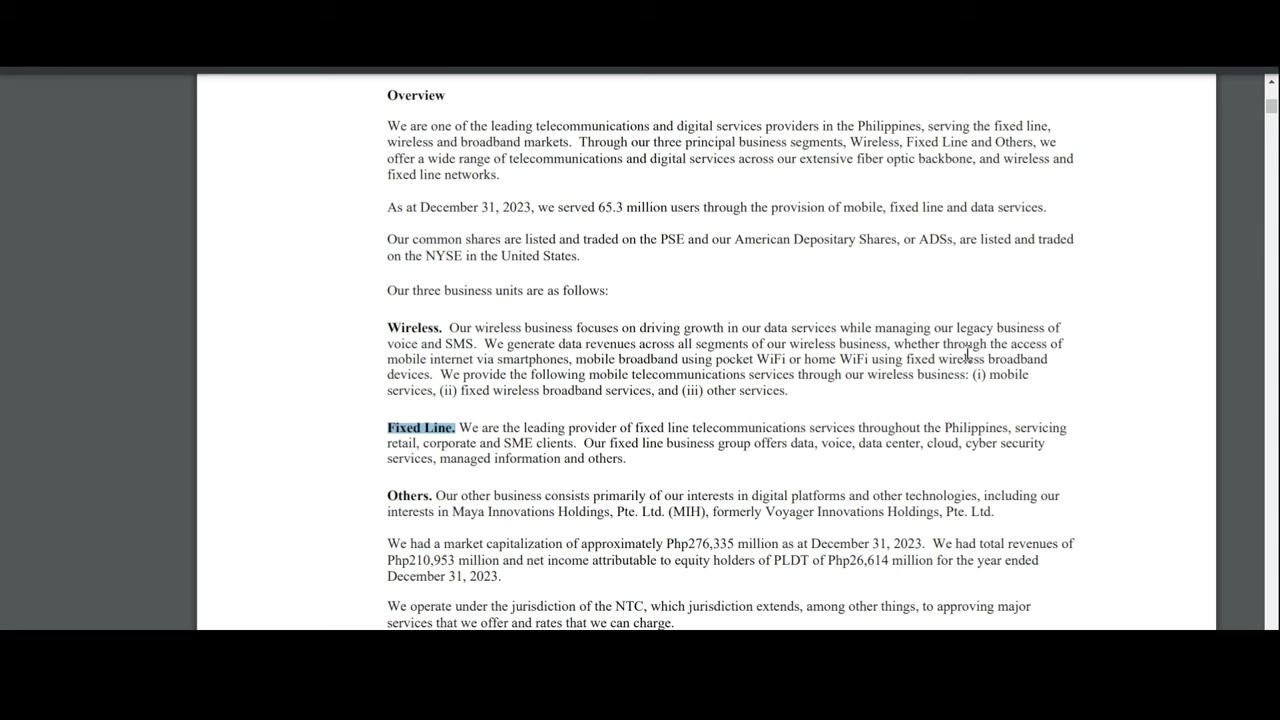 Overview
We are one of the leading telecommunications and digital services providers in the Philippines, serving the fixed line,
wireless and broadband markets.  Through our three principal business segments, Wireless, Fixed Line and Others, we
offer a wide range of telecommunications and digital services across our extensive fiber optic backbone, and wireless and
fixed line networks.
As at December 31, 2023, we served 65.3 million users through the provision of mobile, fixed line and data services.
Our common shares are listed and traded on the PSE and our American Depositary Shares, or ADSs, are listed and traded
on the NYSE in the United States.
Our three business units are as follows:
Wireless.  Our wireless business focuses on driving growth in our data services while managing our legacy business of
voice and SMS.  We generate data revenues across all segments of our wireless business, whether through the access of
mobile internet via smartphones, mobile broadband using pocket WiFi or home WiFi using fixed wireless broadband
devices.  We provide the following mobile telecommunications services through our wireless business: (i) mobile
services, (ii) fixed wireless broadband services, and (iii) other services.
Fixed Line. We are the leading provider of fixed line telecommunications services throughout the Philippines, servicing
retail, corporate and SME clients.  Our fixed line business group offers data, voice, data center, cloud, cyber security
services, managed information and others.
Others. Our other business consists primarily of our interests in digital platforms and other technologies, including our
interests in Maya Innovations Holdings, Pte. Ltd. (MIH), formerly Voyager Innovations Holdings, Pte. Ltd.
We had a market capitalization of approximately Php276,335 million as at December 31, 2023.  We had total revenues of
Php210,953 million and net income attributable to equity holders of PLDT of Php26,614 million for the year ended
December 31, 2023.
We operate under the jurisdiction of the NTC, which jurisdiction extends, among other things, to approving major
services that we offer and rates that we can charge.